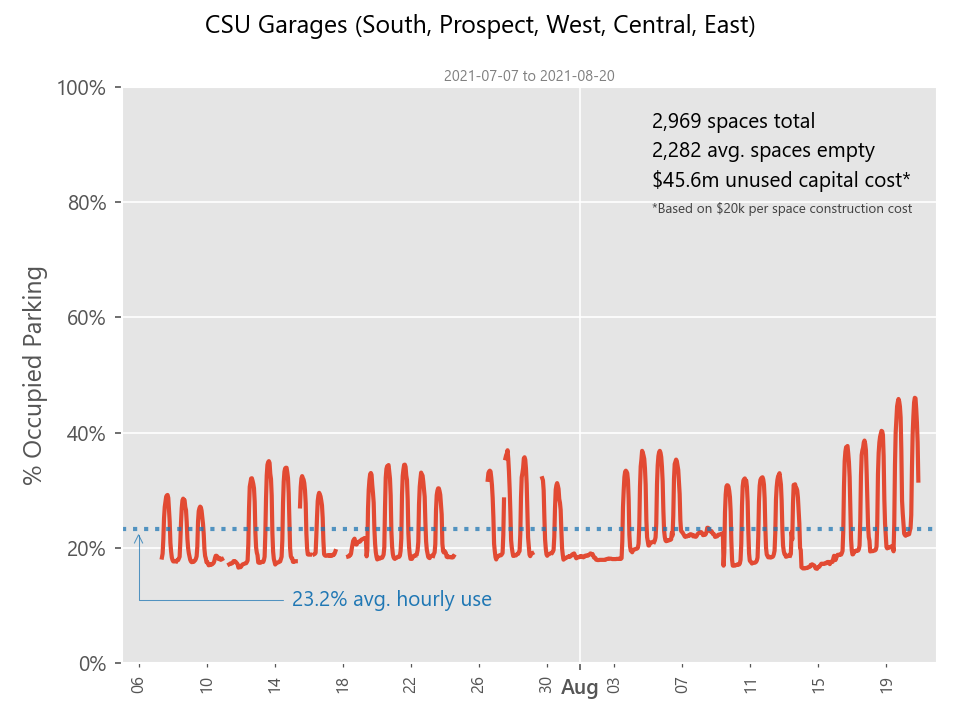 CSU Garages (South, Prospect, West, Central, East)
2021-07-07 to 2021-08-20
100%
80%
60%
40%
20%
0%
% Occupied Parking
2,969 spaces total
2,282 avg. spaces empty
$45.6m unused capital cost*
*Based on $20k per space construction cost
23.2% avg. hourly use
06 10 14 18 22 26 30 Aug 03 07 11 15 19